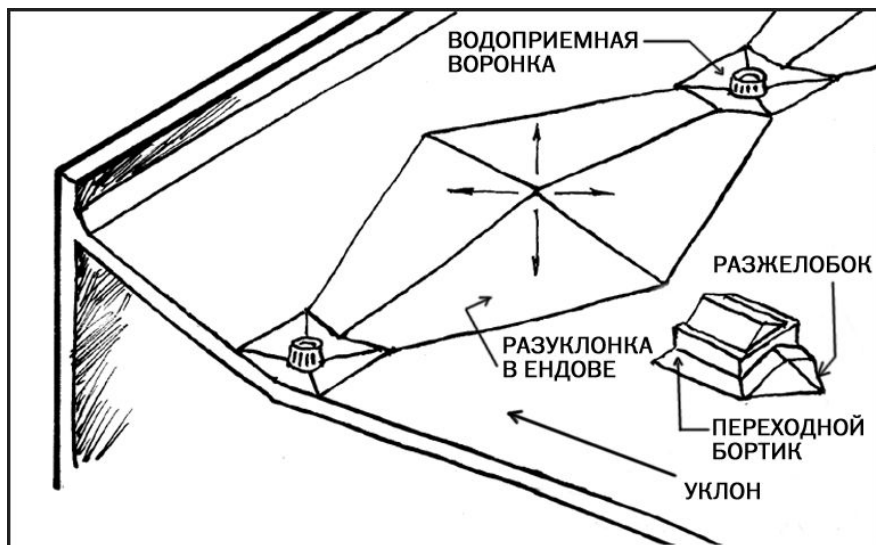 ВОДОПРИЕМНАЯ
ВОРОНКА
РАЗЖЕЛОБОК
РАЗУКЛОНКА
В ЕНДОВЕ
ПЕРЕХОДНОЙ
БОРТИК
УКЛОН